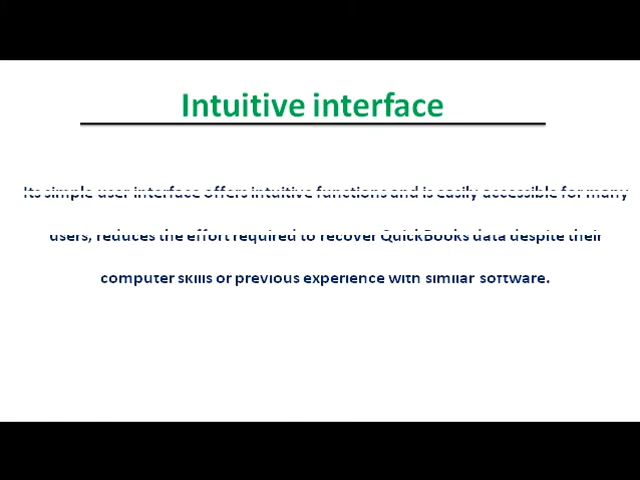 Intuitive interface
Its simple user interface offers intuitive functions and is easily accessible for many
users, reduces the effort required to recover QuickBooks data despite their
computer skills or previous experience with similar software.